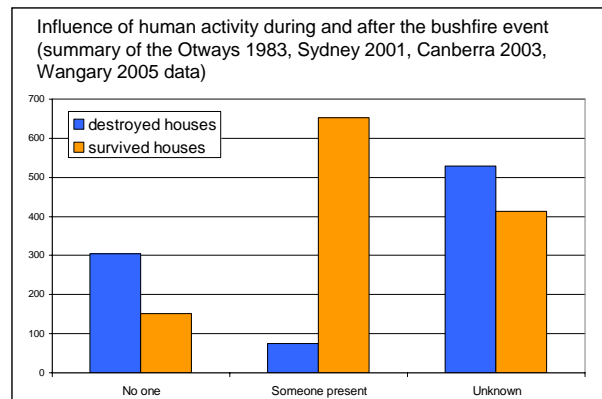 Influence of human activity during and after the bushfire event
(summary of the Otways 1983, Sydney 2001, Canberra 2003,
Wangary 2005 data)
700
600
500
400
300
200
100
0
destroyed houses
survived houses
No one
Someone present
Unknown